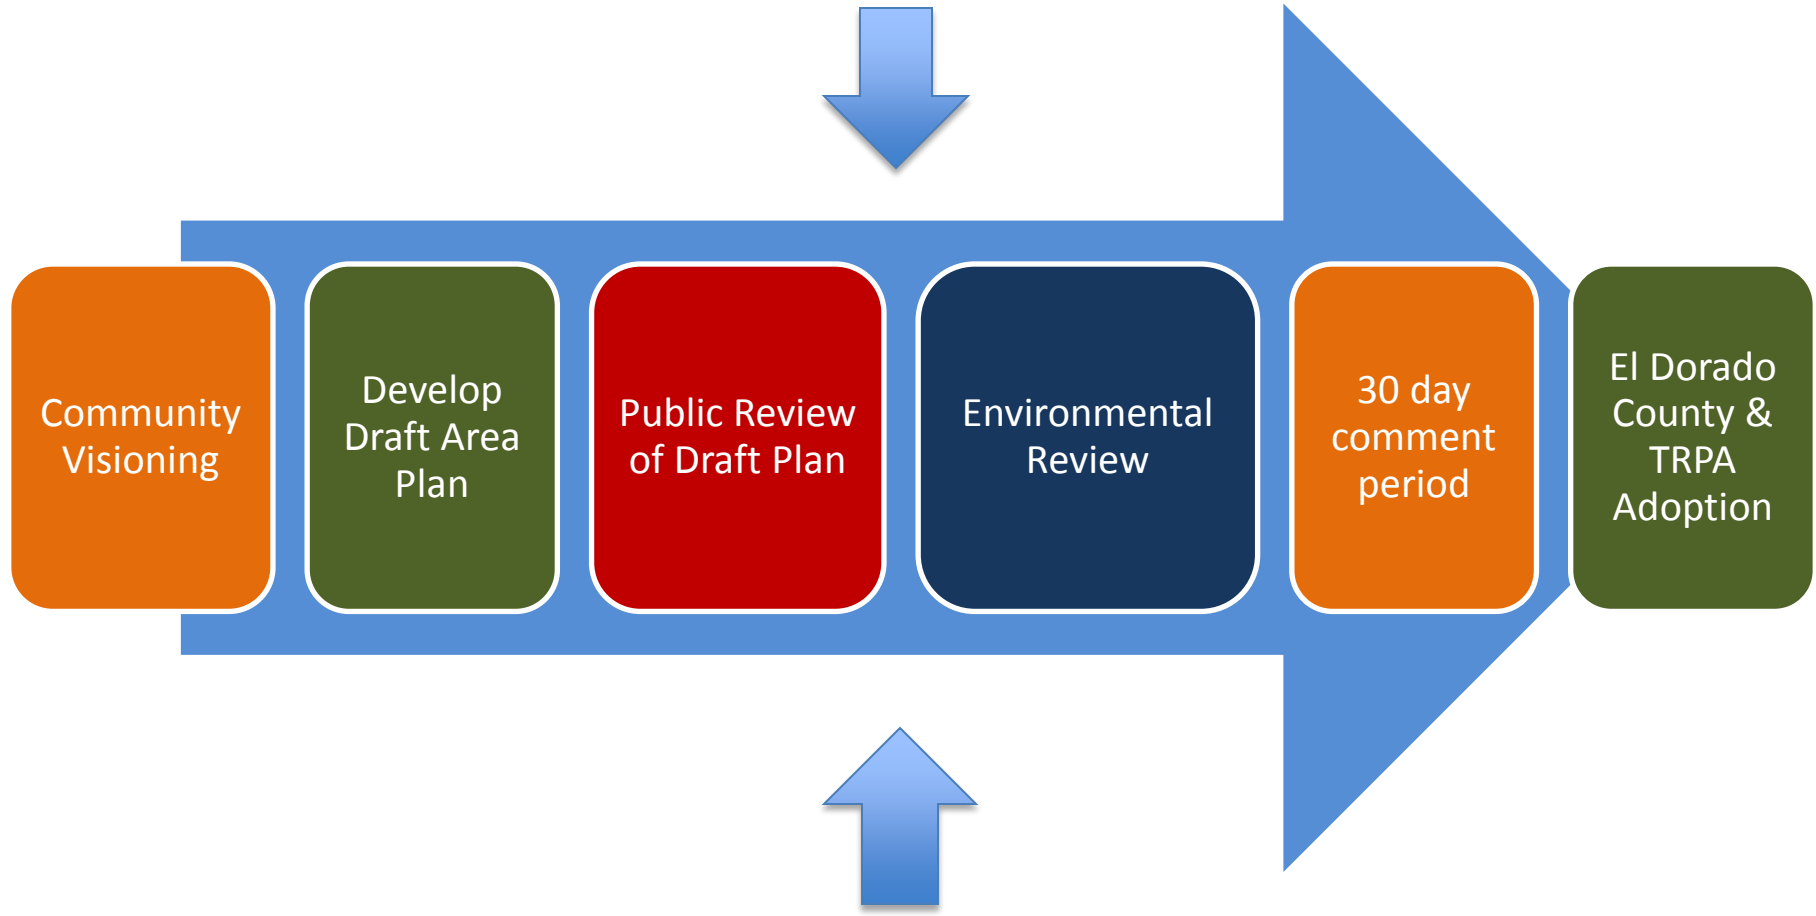 Community
Visioning
Develop
Draft Area
Plan
Public Review
of Draft Plan
Environmental
Review
30 day
comment
period
El Dorado
County &
TRPA
Adoption